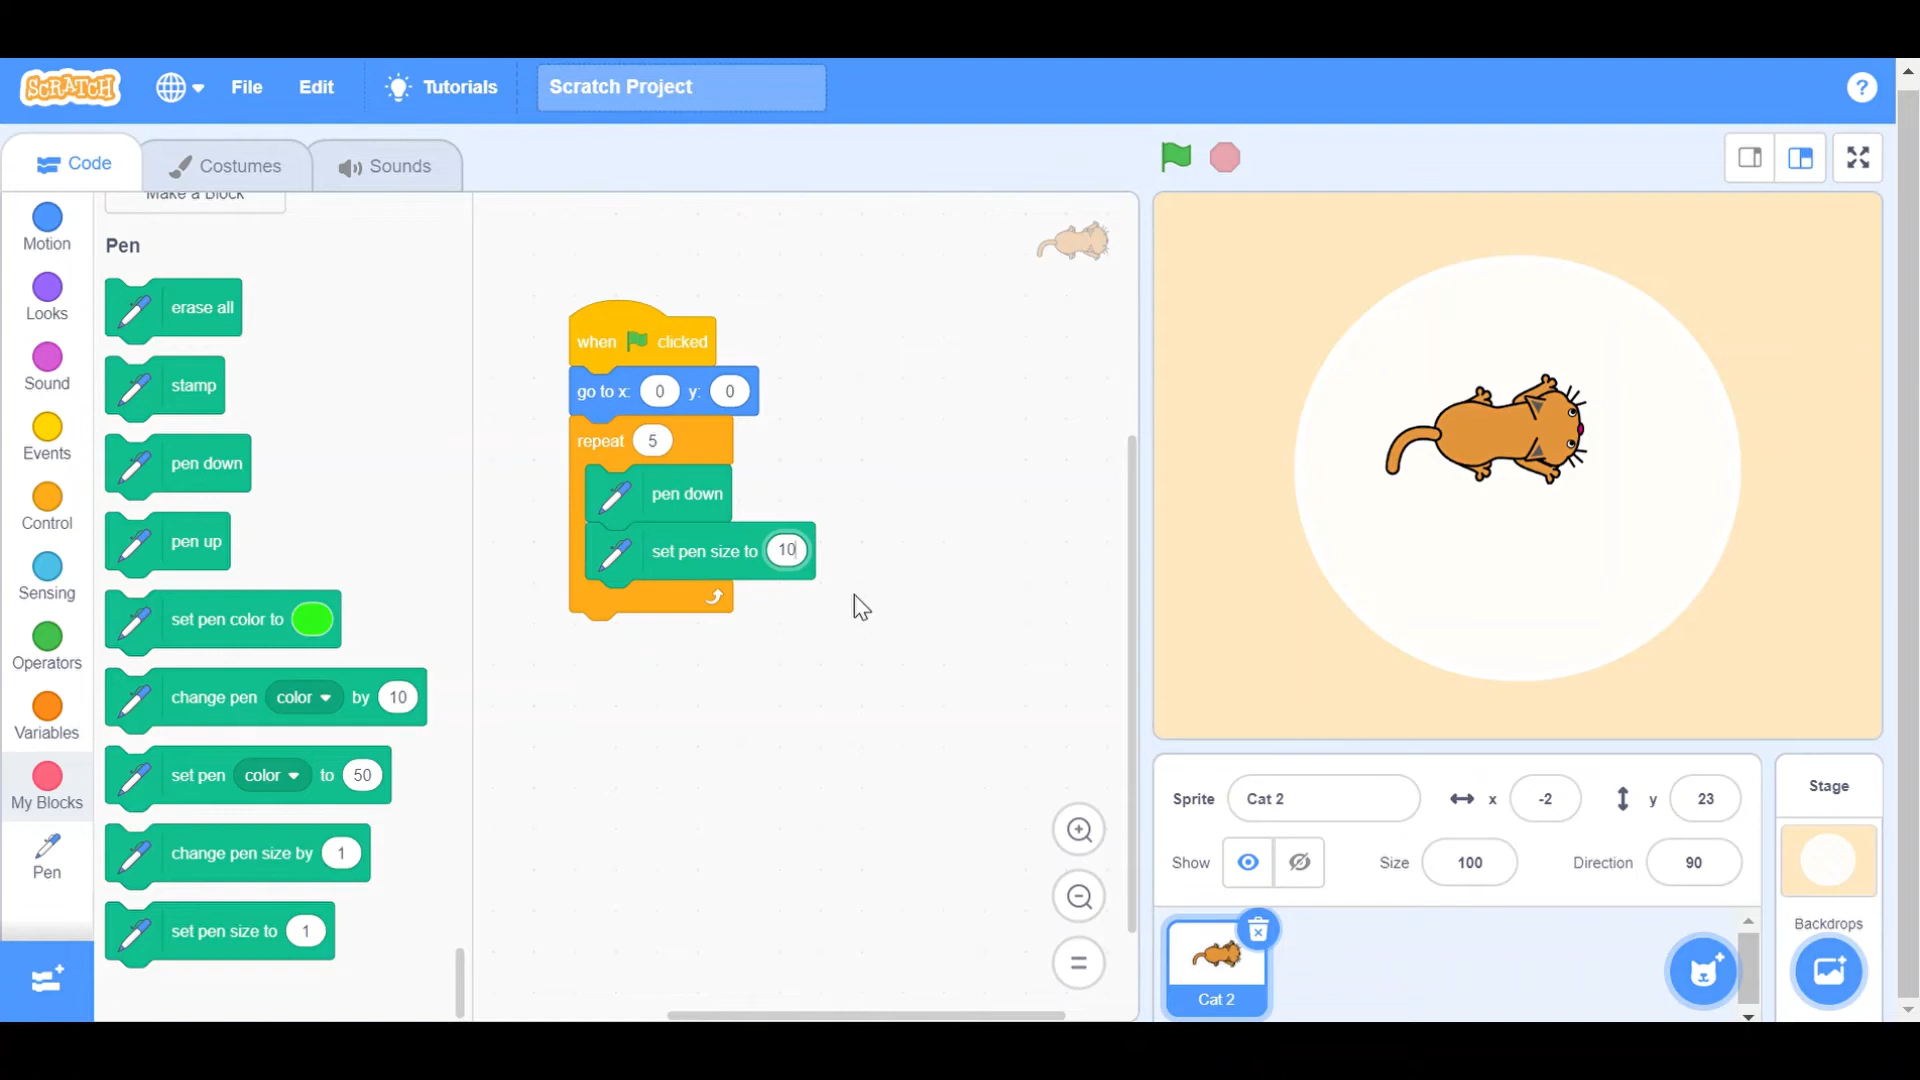 SCRATCH File Edit Tutorials Scratch Project ?
Code Costumes Sounds
Motion
Looks
Sound
Events
Control
Sensing
Operators
Variables
My Blocks
Pen
Make a Block
Pen
erase all
stamp
pen down
pen up
set pen color to
change pen color by 10
set pen color to 50
change pen size by 1
set pen size to 1
when clicked
go to x: 0 y: 0
repeat 5
pen down
set pen size to 10
Sprite Cat 2 x -2 y 23
Show Size 100 Direction 90
Cat 2
Stage
Backdrops